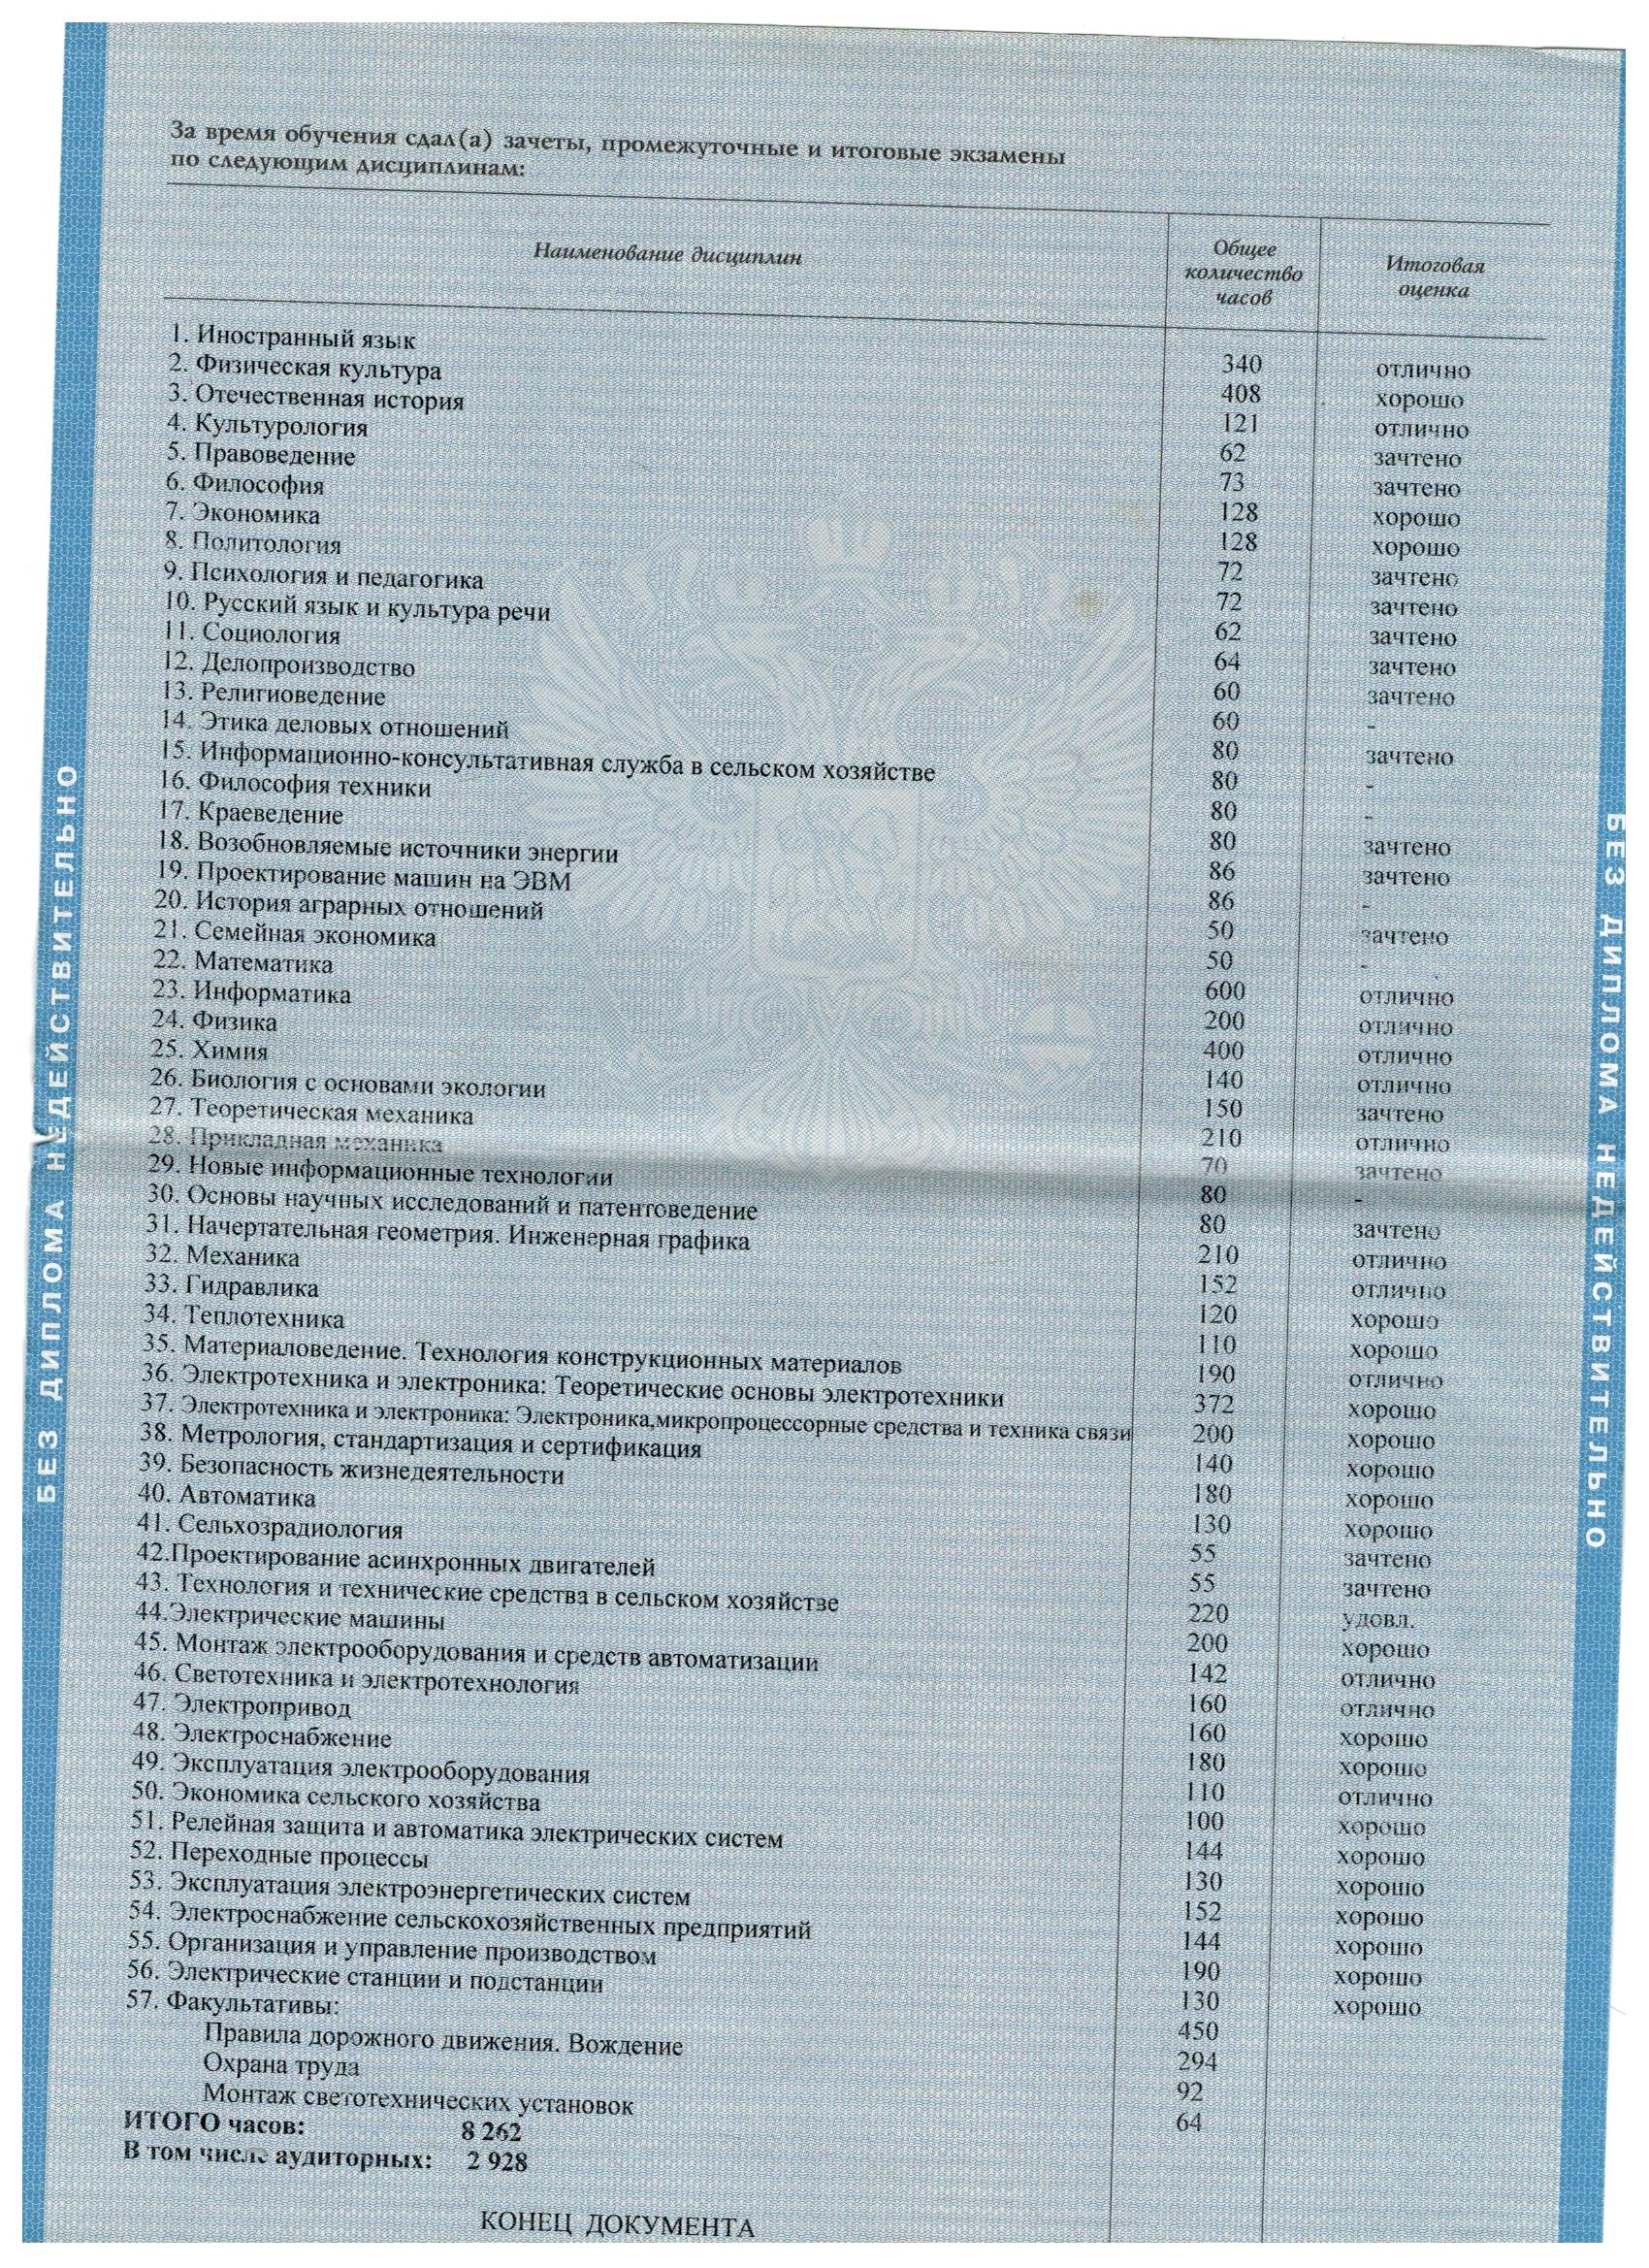 За время обучения сдал(а) зачеты, промежуточные и итоговые экзамены
по следующим дисциплинам:
Наименование дисциплин
Общее
количество
часов
Итоговая
оценка
1. Иностранный язык 340 отлично
2. Физическая культура 408 хорошо
3. Отечественная история 121 отлично
4. Культурология 62 зачтено
5. Правоведение 73 зачтено
6. Философия 128 хорошо
7. Экономика 128 хорошо
8. Политология 72 зачтено
9. Психология и педагогика 72 зачтено
10. Русский язык и культура речи 62 зачтено
11. Социология 64 зачтено
12. Делопроизводство 60 зачтено
13. Религиоведение 60 -
14. Этика деловых отношений 80 зачтено
15. Информационно-консультативная служба в сельском хозяйстве 80 -
16. Философия техники 80 -
17. Краеведение 80 зачтено
18. Возобновляемые источники энергии 86 зачтено
19. Проектирование машин на ЭВМ 86 -
20. История аграрных отношений 50 зачтено
21. Семейная экономика 50 -
22. Математика 600 отлично
23. Информатика 200 отлично
24. Физика 400 отлично
25. Химия 140 отлично
26. Биология с основами экологии 150 зачтено
27. Теоретическая механика 210 отлично
28. Прикладная механика 70 зачтено
29. Новые информационные технологии 80 -
30. Основы научных исследований и патентоведение 80 зачтено
31. Начертательная геометрия. Инженерная графика 210 отлично
32. Механика 152 отлично
33. Гидравлика 120 хорошо
34. Теплотехника 110 хорошо
35. Материаловедение. Технология конструкционных материалов 190 отлично
36. Электротехника и электроника: Теоретические основы электротехники 372 хорошо
37. Электротехника и электроника: Электроника,микропроцессорные средства и техника связи 200 хорошо
38. Метрология, стандартизация и сертификация 140 хорошо
39. Безопасность жизнедеятельности 180 хорошо
40. Автоматика 130 хорошо
41. Сельхозрадиология 55 зачтено
42.Проектирование асинхронных двигателей 55 зачтено
43. Технология и технические средства в сельском хозяйстве 220 удовл.
44.Электрические машины 200 хорошо
45. Монтаж электрооборудования и средств автоматизации 142 отлично
46. Светотехника и электротехнология 160 отлично
47. Электропривод 160 хорошо
48. Электроснабжение 180 хорошо
49. Эксплуатация электрооборудования 110 отлично
50. Экономика сельского хозяйства 100 хорошо
51. Релейная защита и автоматика электрических систем 144 хорошо
52. Переходные процессы 130 хорошо
53. Эксплуатация электроэнергетических систем 152 хорошо
54. Электроснабжение сельскохозяйственных предприятий 144 хорошо
55. Организация и управление производством 190 хорошо
56. Электрические станции и подстанции 130 хорошо
57. Факультативы: 450
Правила дорожного движения. Вождение 294
Охрана труда 92
Монтаж светотехнических установок 64
ИТОГО часов: 8 262
В том числе аудиторных: 2 928
КОНЕЦ ДОКУМЕНТА
БЕЗ ДИПЛОМА НЕДЕЙСТВИТЕЛЬНО
БЕЗ ДИПЛОМА НЕДЕЙСТВИТЕЛЬНО